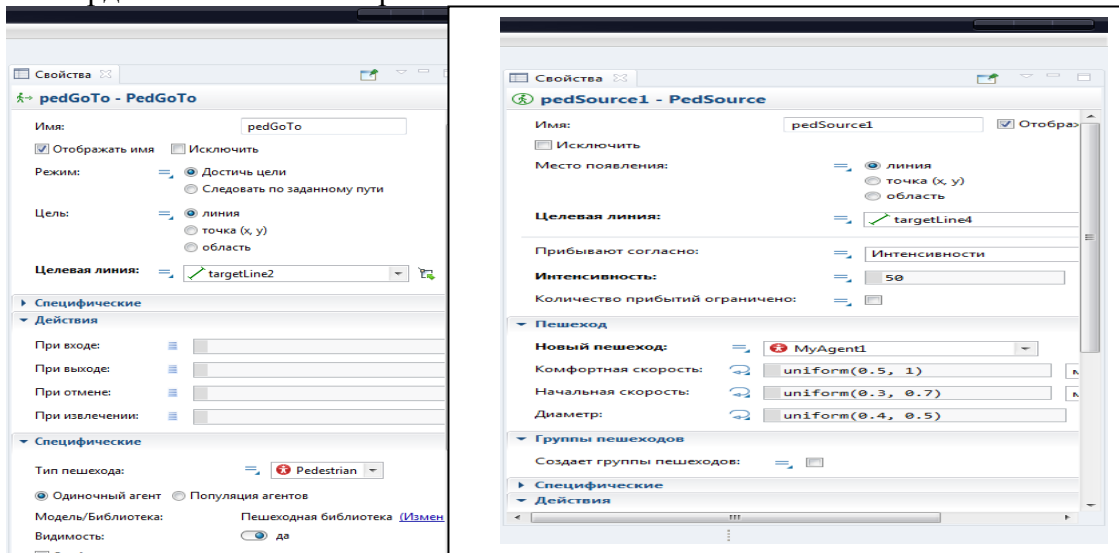 Свойства
pedGoTo - PedGoTo
Имя: pedGoTo
Отображать имя Исключить
Режим: Достичь цели
Следовать по заданному пути
Цель: линия
точка (x, y)
область
Целевая линия: targetLine2
Специфические
Действия
При входе:
При выходе:
При отмене:
При извлечении:
Специфические
Тип пешехода: Pedestrian
Одиночный агент Популяция агентов
Модель/Библиотека: Пешеходная библиотека (Измен
Видимость: да
Свойства
pedSource1 - PedSource
Имя: pedSource1 Отображ
Исключить
Место появления: линия
точка (x, y)
область
Целевая линия: targetLine4
Прибывают согласно: Интенсивности
Интенсивность: 50
Количество прибытий ограничено:
Пешеход
Новый пешеход: MyAgent1
Комфортная скорость: uniform(0.5, 1)
Начальная скорость: uniform(0.3, 0.7)
Диаметр: uniform(0.4, 0.5)
Группы пешеходов
Создает группы пешеходов:
Специфические
Действия